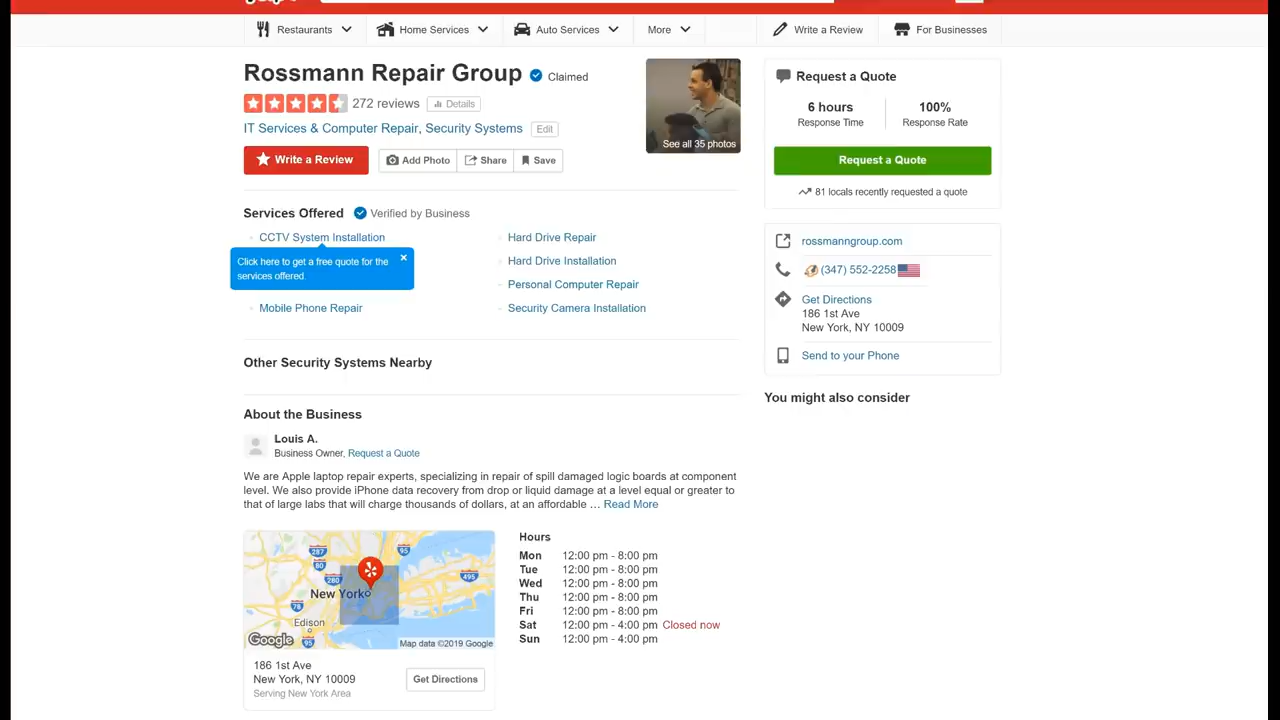 Restaurants
Home Services
Auto Services
More
Write a Review
For Businesses
Rossmann Repair Group
Claimed
272 reviews
Details
IT Services & Computer Repair, Security Systems
Edit
Write a Review
Add Photo
Share
Save
See all 35 photos
Services Offered
Verified by Business
CCTV System Installation
Click here to get a free quote for the
services offered.
Mobile Phone Repair
Hard Drive Repair
Hard Drive Installation
Personal Computer Repair
Security Camera Installation
Other Security Systems Nearby
About the Business
Louis A.
Business Owner, Request a Quote
We are Apple laptop repair experts, specializing in repair of spill damaged logic boards at component
level. We also provide iPhone data recovery from drop or liquid damage at a level equal or greater to
that of large labs that will charge thousands of dollars, at an affordable … Read More
287
95
80
280
495
New York
78
Edison
95
Google
Map data ©2019 Google
186 1st Ave
New York, NY 10009
Serving New York Area
Get Directions
Hours
Mon 12:00 pm - 8:00 pm
Tue 12:00 pm - 8:00 pm
Wed 12:00 pm - 8:00 pm
Thu 12:00 pm - 8:00 pm
Fri 12:00 pm - 8:00 pm
Sat 12:00 pm - 4:00 pm Closed now
Sun 12:00 pm - 4:00 pm
Request a Quote
6 hours
Response Time
100%
Response Rate
Request a Quote
81 locals recently requested a quote
rossmanngroup.com
(347) 552-2258
Get Directions
186 1st Ave
New York, NY 10009
Send to your Phone
You might also consider